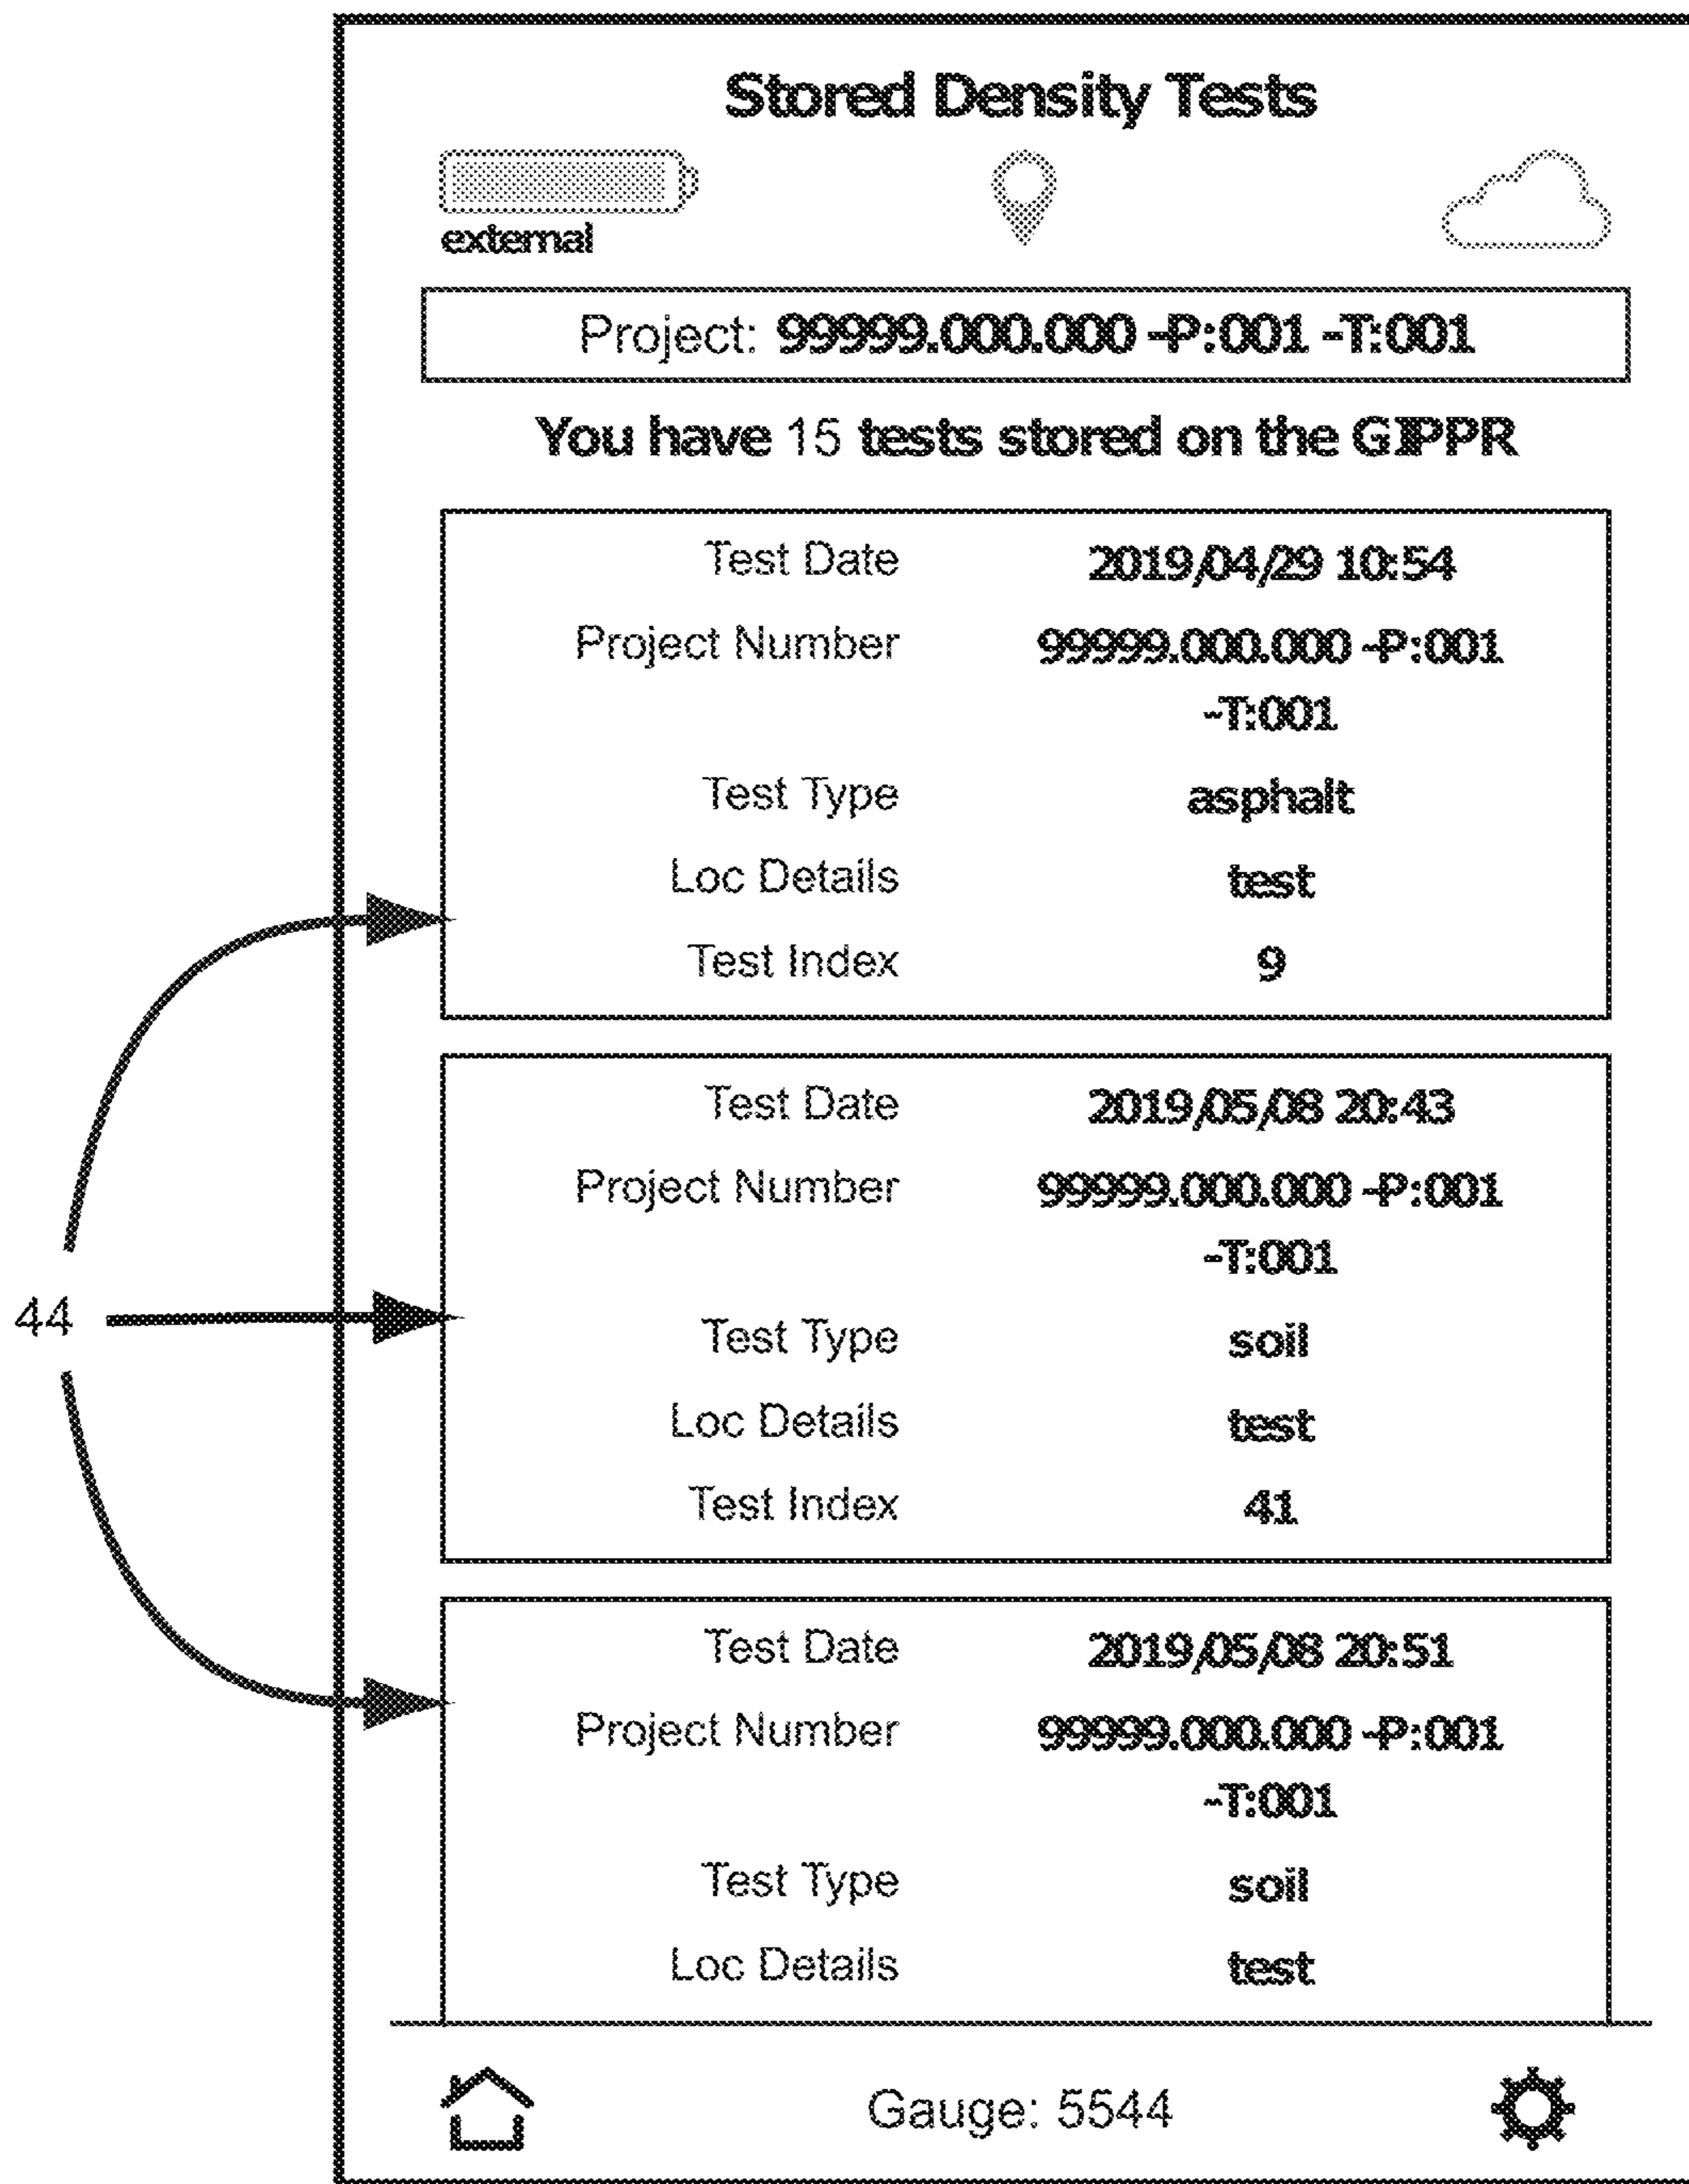 Stored Density Tests
external
Project: 99999.000.000 -P:001 -T:001
You have 15 tests stored on the GIPPR
Test Date 2019/04/29 10:54
Project Number 99999.000.000 -P:001
-T:001
Test Type asphalt
Loc Details test
Test Index 9
Test Date 2019/05/08 20:43
Project Number 99999.000.000 -P:001
-T:001
44
Test Type soil
Loc Details test
Test Index 41
Test Date 2019/05/08 20:51
Project Number 99999.000.000 -P:001
-T:001
Test Type soil
Loc Details test
Gauge: 5544